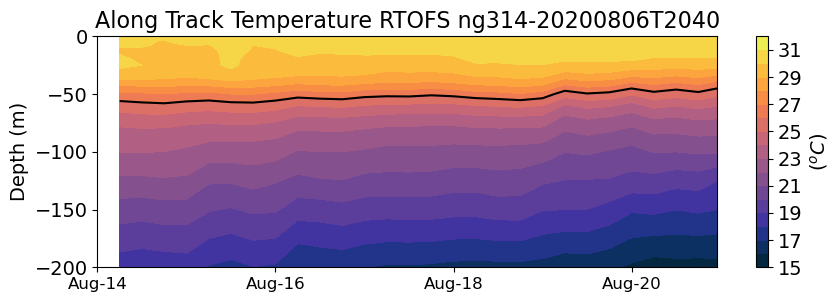 Along Track Temperature RTOFS ng314-20200806T2040
0
−50
−100
−150
−200
Depth (m)
Aug-14
Aug-16
Aug-18
Aug-20
31
29
27
25
23
21
19
17
15
(°C)